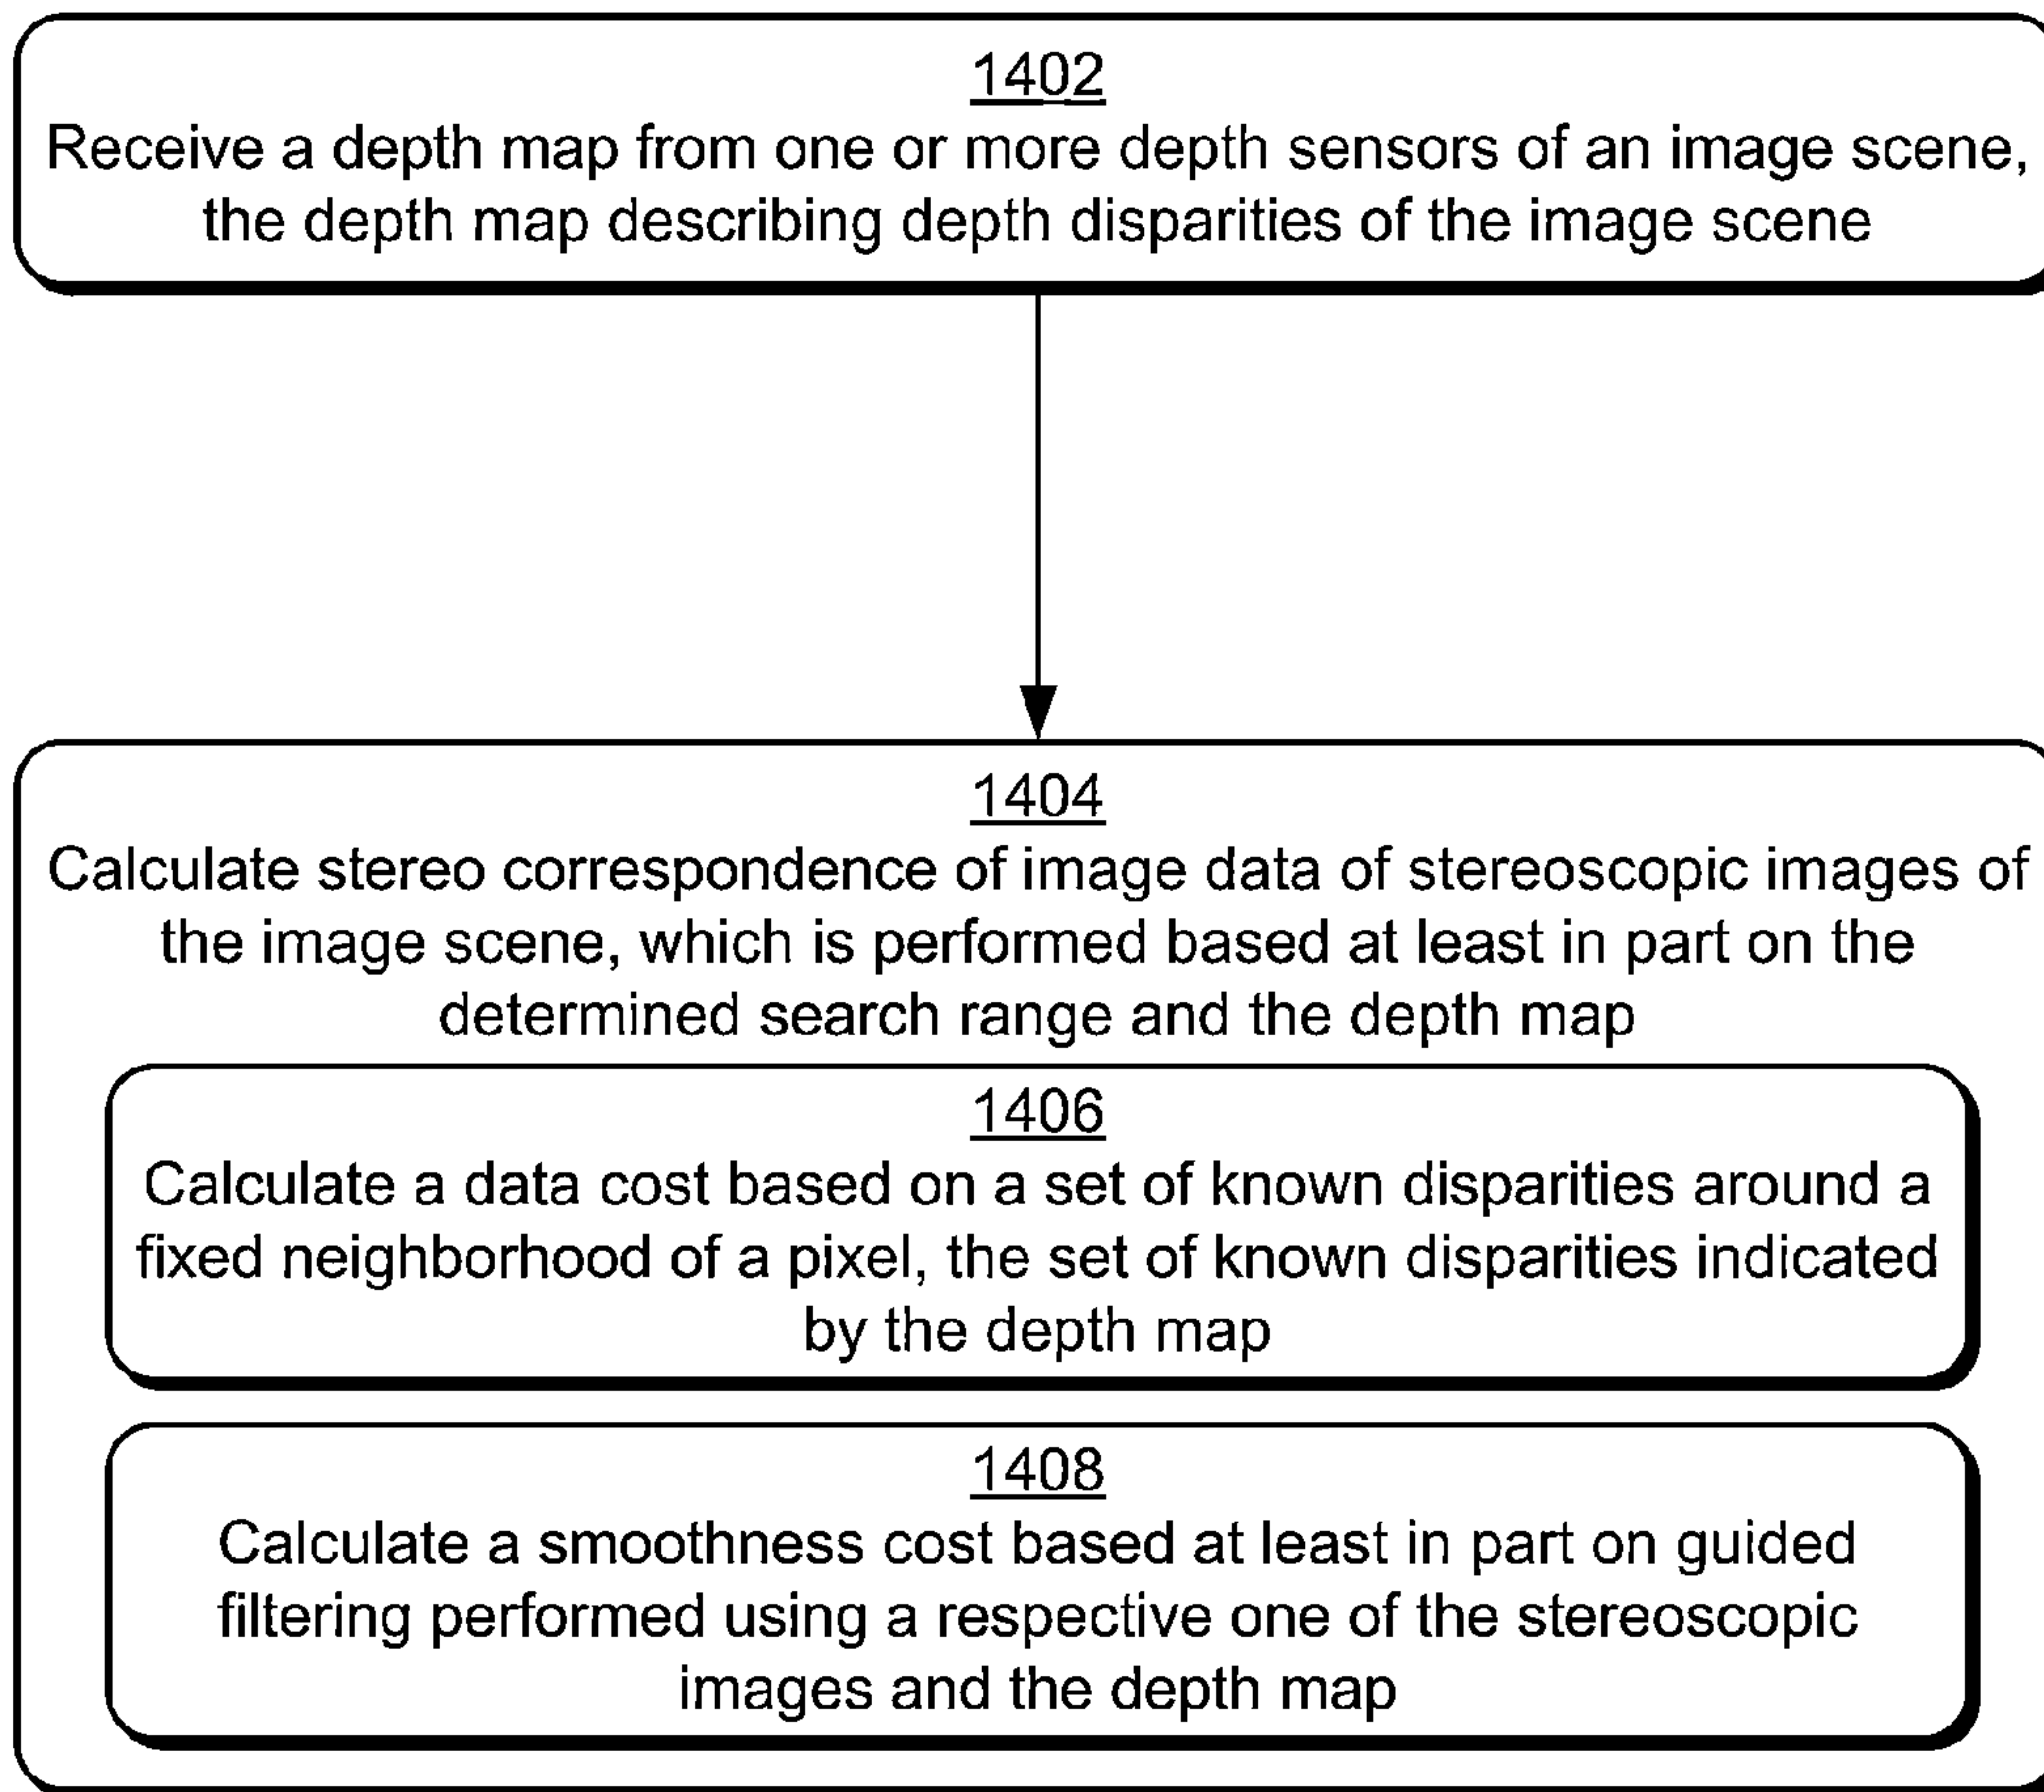 1402
Receive a depth map from one or more depth sensors of an image scene,
the depth map describing depth disparities of the image scene
1404
Calculate stereo correspondence of image data of stereoscopic images of
the image scene, which is performed based at least in part on the
determined search range and the depth map
1406
Calculate a data cost based on a set of known disparities around a
fixed neighborhood of a pixel, the set of known disparities indicated
by the depth map
1408
Calculate a smoothness cost based at least in part on guided
filtering performed using a respective one of the stereoscopic
images and the depth map